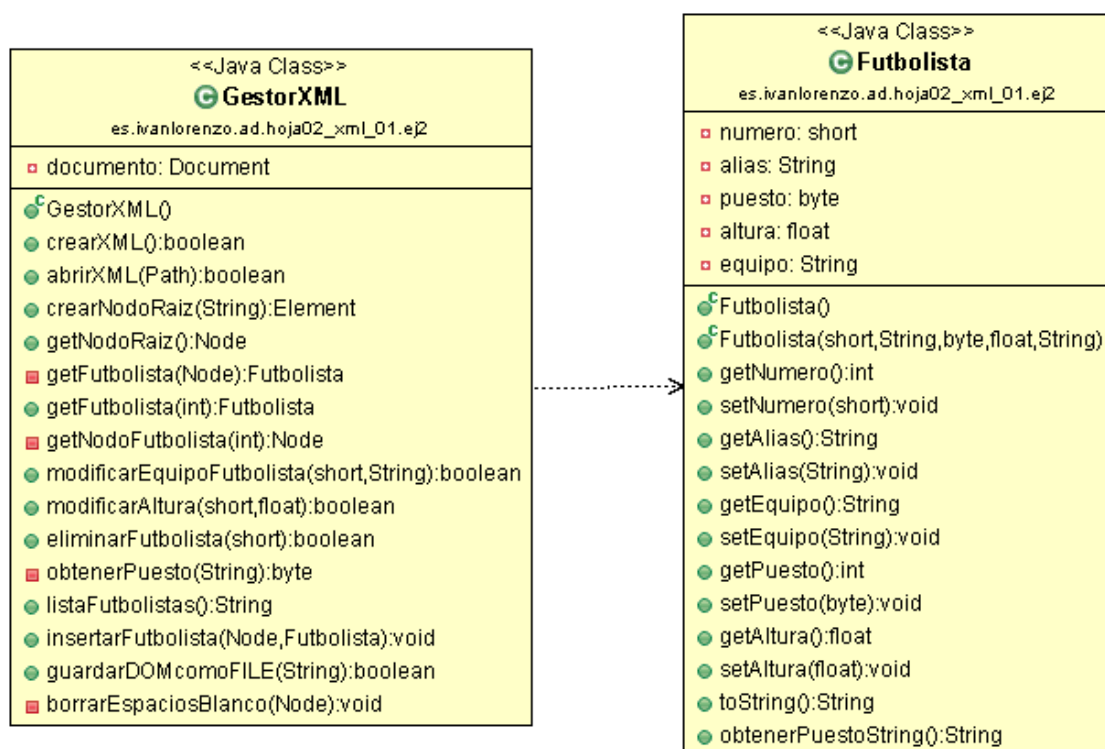 <<Java Class>>
GestorXML
es.ivanlorenzo.ad.hoja02_xml_01.ej2
documento: Document
GestorXML()
crearXML():boolean
abrirXML(Path):boolean
crearNodoRaiz(String):Element
getNodoRaiz():Node
getFutbolista(Node):Futbolista
getFutbolista(int):Futbolista
getNodoFutbolista(int):Node
modificarEquipoFutbolista(short,String):boolean
modificarAltura(short,float):boolean
eliminarFutbolista(short):boolean
obtenerPuesto(String):byte
listaFutbolistas():String
insertarFutbolista(Node,Futbolista):void
guardarDOMcomoFILE(String):boolean
borrarEspaciosBlanco(Node):void
<<Java Class>>
Futbolista
es.ivanlorenzo.ad.hoja02_xml_01.ej2
numero: short
alias: String
puesto: byte
altura: float
equipo: String
Futbolista()
Futbolista(short,String,byte,float,String)
getNumero():int
setNumero(short):void
getAlias():String
setAlias(String):void
getEquipo():String
setEquipo(String):void
getPuesto():int
setPuesto(byte):void
getAltura():float
setAltura(float):void
toString():String
obtenerPuestoString():String